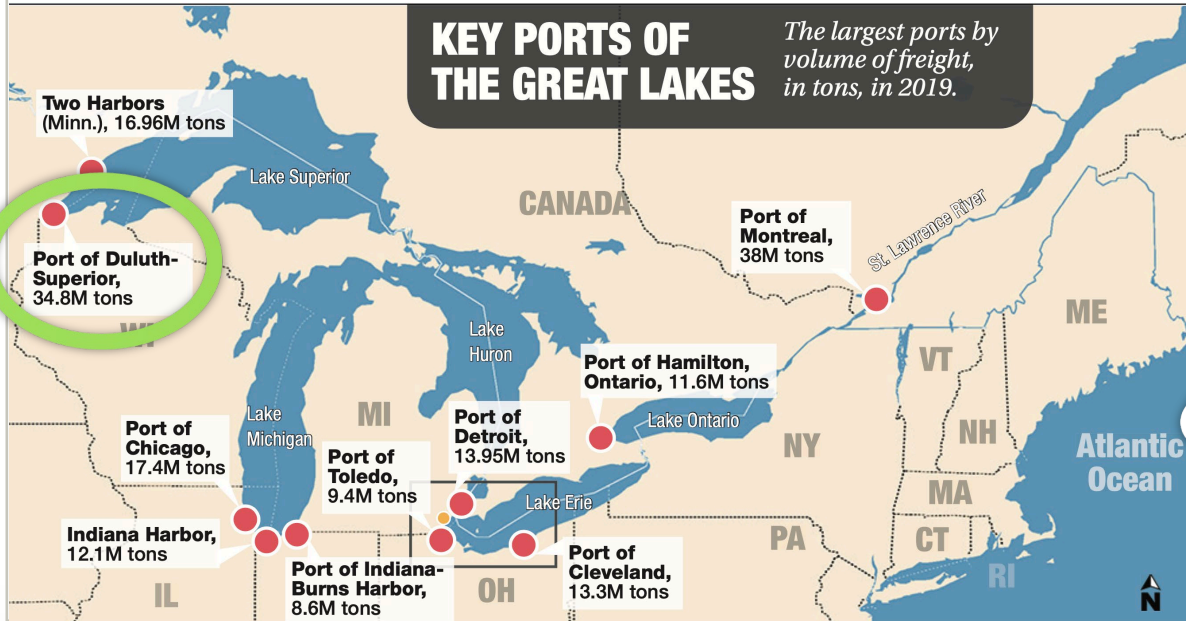 KEY PORTS OF
THE GREAT LAKES
The largest ports by
volume of freight,
in tons, in 2019.
Two Harbors
(Minn.), 16.96M tons
Lake Superior
CANADA
Port of
Montreal,
38M tons
St. Lawrence River
Port of Duluth-
Superior,
34.8M tons
WI
Lake
Huron
ME
VT
Port of Hamilton,
Ontario, 11.6M tons
Lake
Michigan
MI
Port of
Detroit,
13.95M tons
Lake Ontario
NY
NH
Atlantic
Ocean
Port of
Chicago,
17.4M tons
Port of
Toledo,
9.4M tons
Lake Erie
MA
Indiana Harbor,
12.1M tons
PA
CT
RI
Port of Indiana-
Burns Harbor,
8.6M tons
Port of
Cleveland,
13.3M tons
IL
OH
N